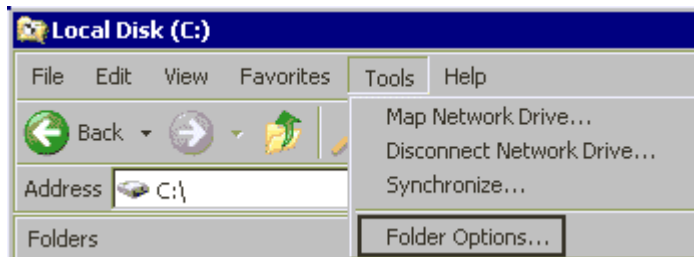 Local Disk (C:)
File Edit View Favorites Tools Help
Back
Map Network Drive...
Disconnect Network Drive...
Address C:\
Synchronize...
Folders
Folder Options...